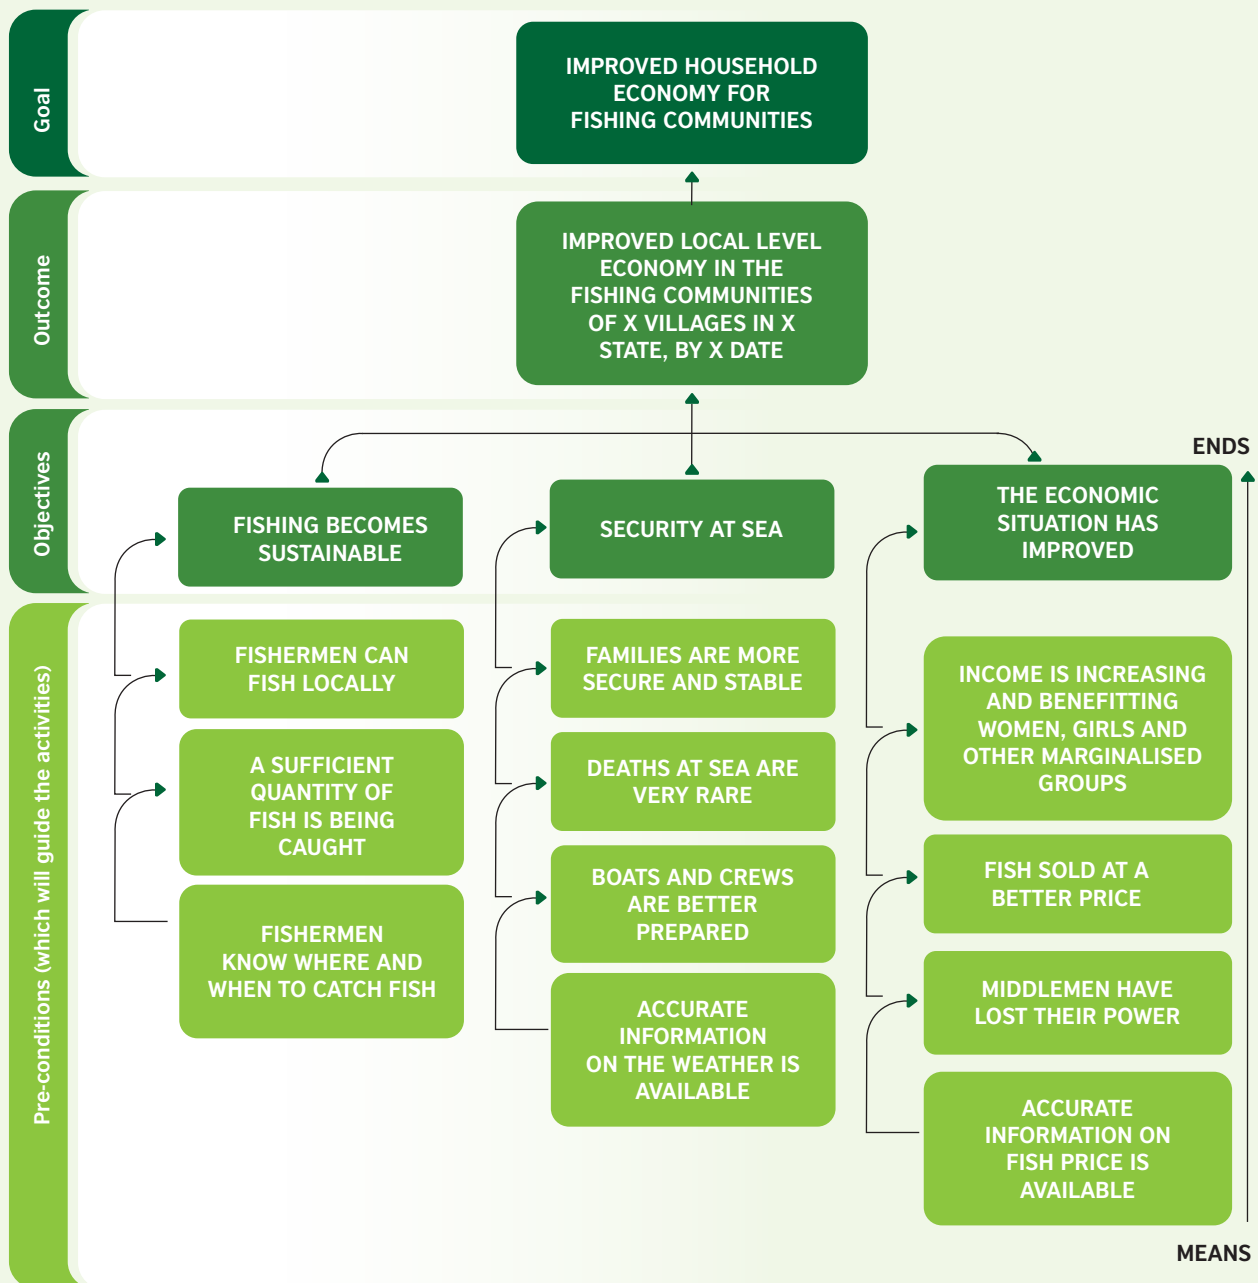 Goal
IMPROVED HOUSEHOLD
ECONOMY FOR
FISHING COMMUNITIES
Outcome
IMPROVED LOCAL LEVEL
ECONOMY IN THE
FISHING COMMUNITIES
OF X VILLAGES IN X
STATE, BY X DATE
Objectives
FISHING BECOMES
SUSTAINABLE
SECURITY AT SEA
THE ECONOMIC
SITUATION HAS
IMPROVED
ENDS
Pre-conditions (which will guide the activities)
FISHERMEN CAN
FISH LOCALLY
A SUFFICIENT
QUANTITY OF
FISH IS BEING
CAUGHT
FISHERMEN
KNOW WHERE AND
WHEN TO CATCH FISH
FAMILIES ARE MORE
SECURE AND STABLE
DEATHS AT SEA ARE
VERY RARE
BOATS AND CREWS
ARE BETTER
PREPARED
ACCURATE
INFORMATION
ON THE WEATHER IS
AVAILABLE
INCOME IS INCREASING
AND BENEFITTING
WOMEN, GIRLS AND
OTHER MARGINALISED
GROUPS
FISH SOLD AT A
BETTER PRICE
MIDDLEMEN HAVE
LOST THEIR POWER
ACCURATE
INFORMATION ON
FISH PRICE IS
AVAILABLE
MEANS